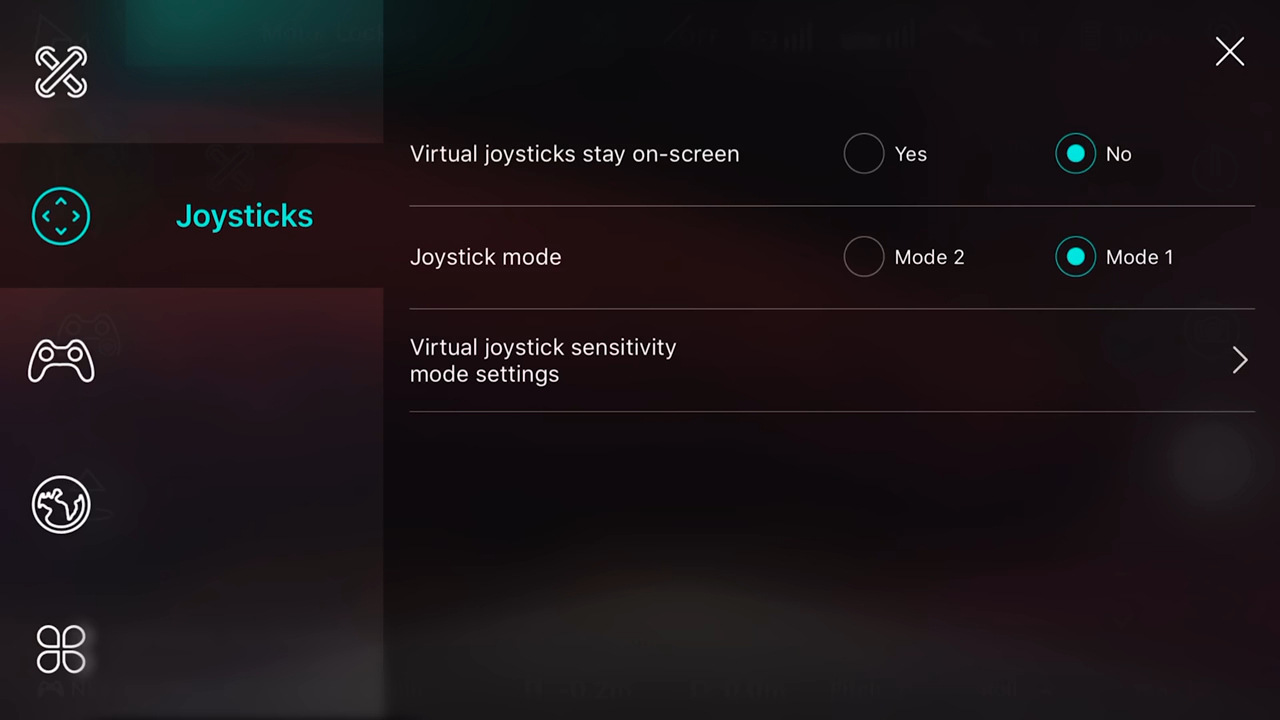 Joysticks
Virtual joysticks stay on-screen Yes No
Joystick mode Mode 2 Mode 1
Virtual joystick sensitivity
mode settings